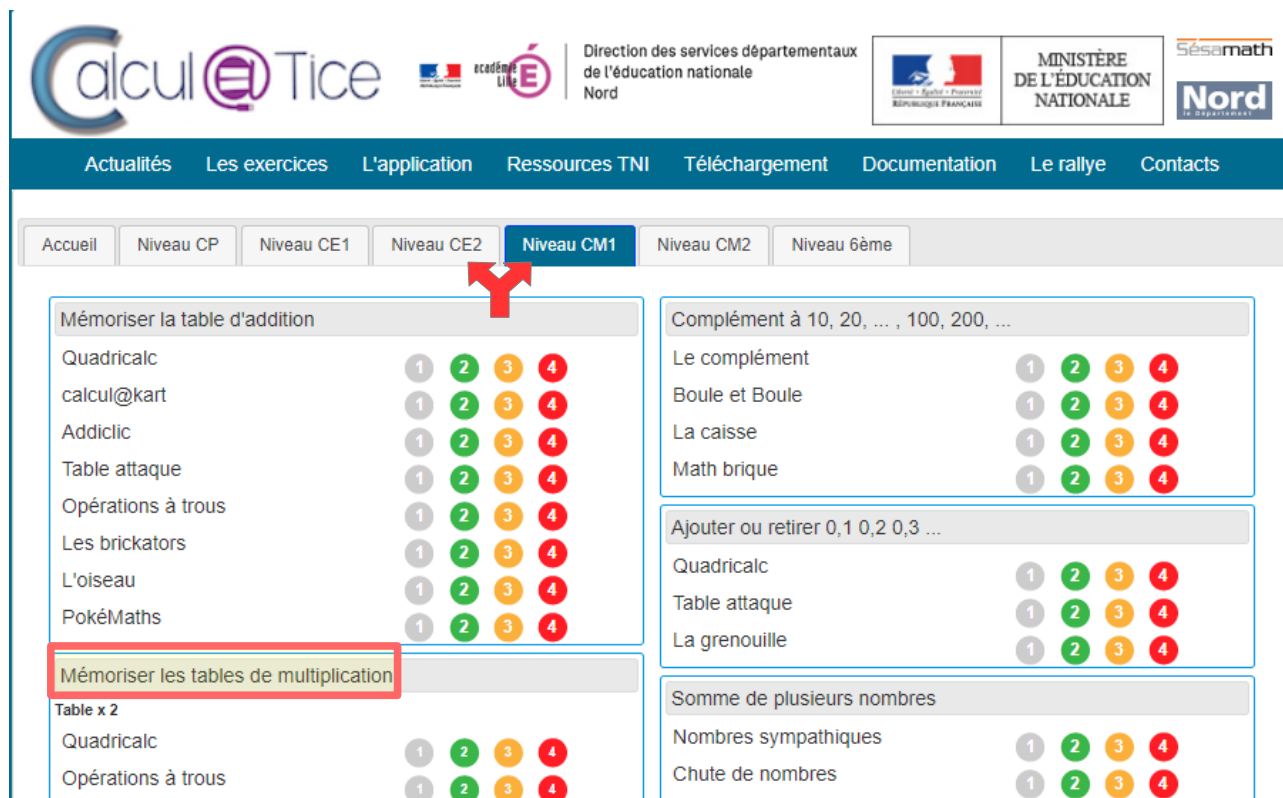 Calcul@Tice
académie
Lille
É
Direction des services départementaux
de l'éducation nationale
Nord
Liberté • Égalité • Fraternité
RÉPUBLIQUE FRANÇAISE
MINISTÈRE
DE L'ÉDUCATION
NATIONALE
Sésamath
Nord
le Département
Actualités Les exercices L'application Ressources TNI Téléchargement Documentation Le rallye Contacts
Accueil Niveau CP Niveau CE1 Niveau CE2 Niveau CM1 Niveau CM2 Niveau 6ème
Mémoriser la table d'addition
Quadricalc 1 2 3 4
calcul@kart 1 2 3 4
Addiclic 1 2 3 4
Table attaque 1 2 3 4
Opérations à trous 1 2 3 4
Les brickators 1 2 3 4
L'oiseau 1 2 3 4
PokéMaths 1 2 3 4
Mémoriser les tables de multiplication
Table x 2
Quadricalc 1 2 3 4
Opérations à trous 1 2 3 4
Complément à 10, 20, ... , 100, 200, ...
Le complément 1 2 3 4
Boule et Boule 1 2 3 4
La caisse 1 2 3 4
Math brique 1 2 3 4
Ajouter ou retirer 0,1 0,2 0,3 ...
Quadricalc 1 2 3 4
Table attaque 1 2 3 4
La grenouille 1 2 3 4
Somme de plusieurs nombres
Nombres sympathiques 1 2 3 4
Chute de nombres 1 2 3 4